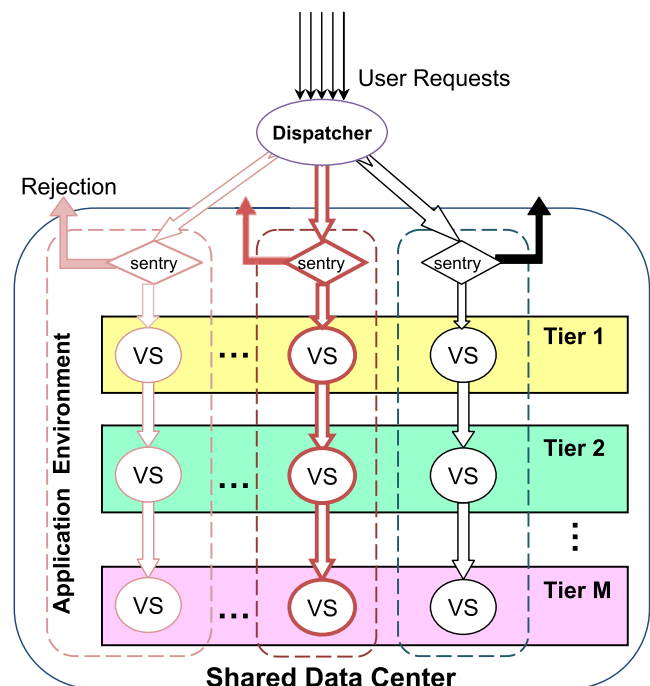 User Requests
Dispatcher
Rejection
sentry sentry sentry
Tier 1
VS ... VS VS
Tier 2
VS ... VS VS
...
Tier M
VS ... VS VS
Application Environment
Shared Data Center